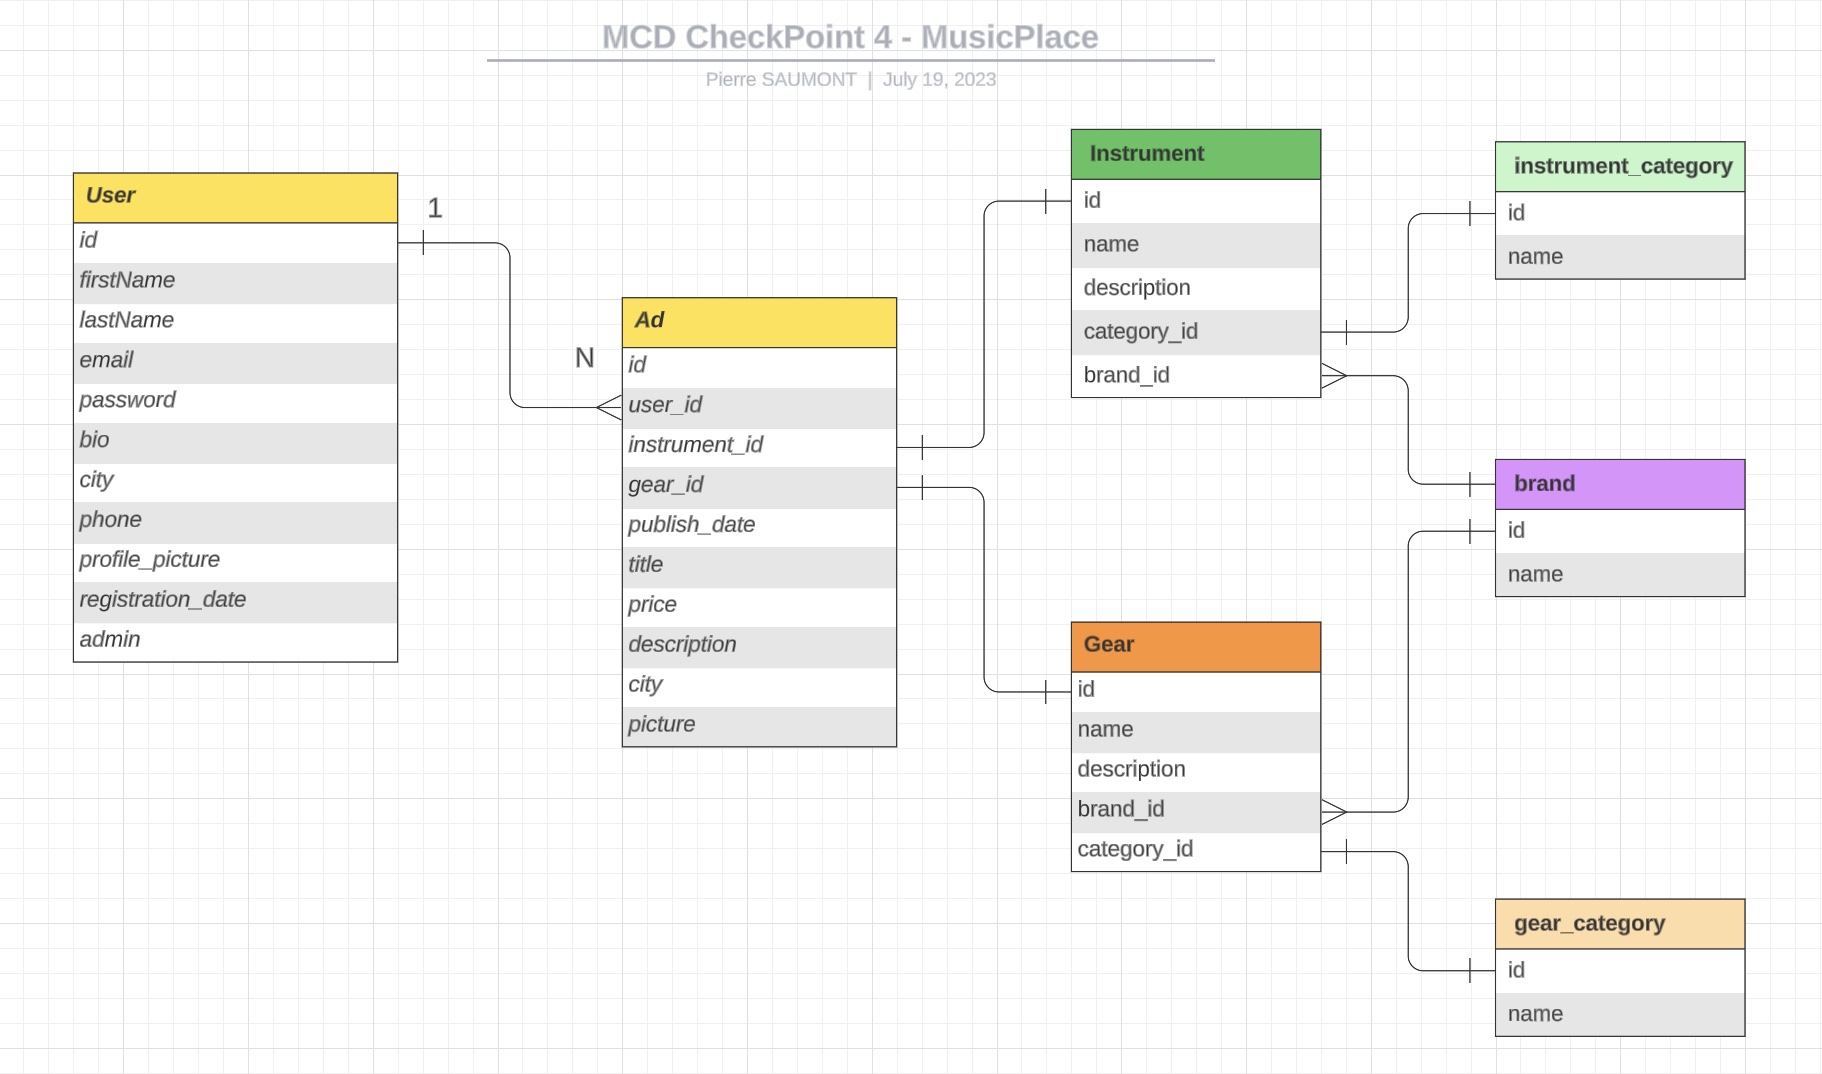 MCD CheckPoint 4 - MusicPlace
Pierre SAUMONT | July 19, 2023
User
id
firstName
lastName
email
password
bio
city
phone
profile_picture
registration_date
admin
1
N
Ad
id
user_id
instrument_id
gear_id
publish_date
title
price
description
city
picture
Instrument
id
name
description
category_id
brand_id
Gear
id
name
description
brand_id
category_id
instrument_category
id
name
brand
id
name
gear_category
id
name